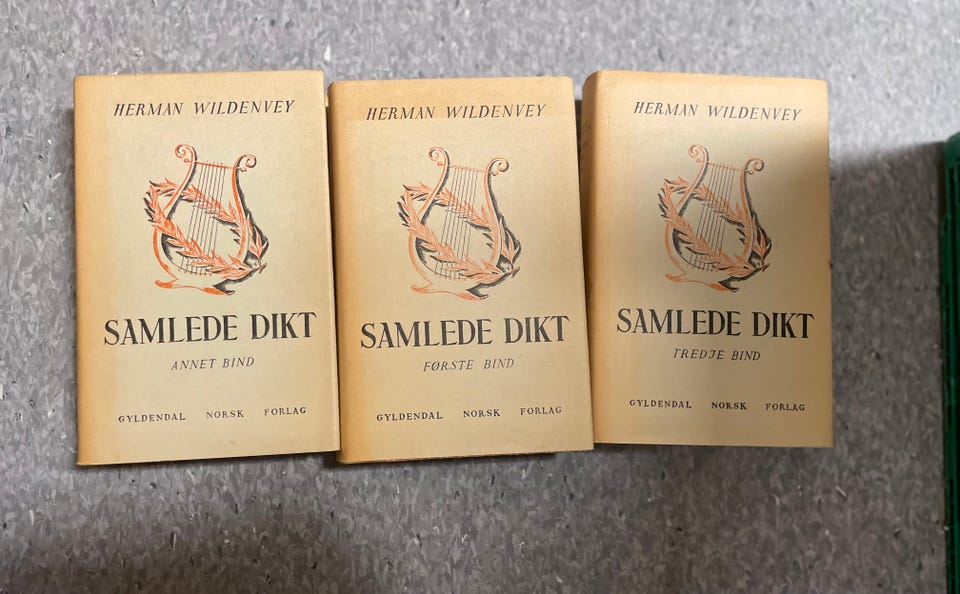 HERMAN WILDENVEY
SAMLEDE DIKT
ANNET BIND
GYLDENDAL NORSK FORLAG
HERMAN WILDENVEY
SAMLEDE DIKT
FØRSTE BIND
GYLDENDAL NORSK FORLAG
HERMAN WILDENVEY
SAMLEDE DIKT
TREDJE BIND
GYLDENDAL NORSK FORLAG